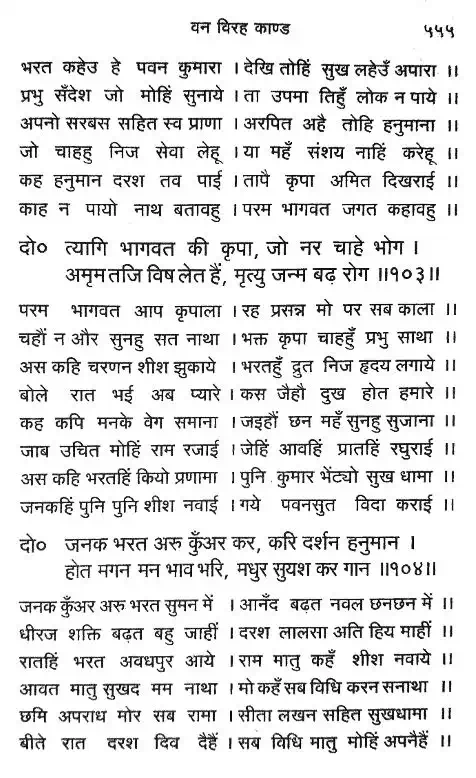 वन विरह काण्ड ५५५
भरत कहेउ हे पवन कुमारा । देखि तोहिं सुख लहेउँ अपारा ॥
प्रभु सँदेश जो मोहिं सुनाये । ता उपमा तिहुँ लोक न पाये ॥
अपनो सरबस सहित स्व प्राणा । अरपित अहै तोहि हनुमाना ॥
जो चाहहु निज सेवा लेहू । या महँ संशय नाहिं करेहू ॥
कह हनुमान दरश तव पाई । तापै कृपा अमित दिखराई ॥
काह न पायो नाथ बतावहु । परम भागवत जगत कहावहु ॥
दो० त्यागि भागवत की कृपा, जो नर चाहे भोग ।
अमृमतजि विष लेत हैं, मृत्यु जन्म बढ़ रोग ॥१०३॥
परम भागवत आप कृपाला । रह प्रसन्न मो पर सब काला ॥
चहौं न और सुनहु सत नाथा । भक्त कृपा चाहहुँ प्रभु साथा ॥
अस कहि चरणन शीश झुकाये । भरतहुँ द्रुत निज हृदय लगाये ॥
बोले रात भई अब प्यारे । कस जैहौ दुख होत हमारे ॥
कह कपि मनके वेग समाना । जइहौं छन महँ सुनहु सुजाना ॥
जाब उचित मोहिं राम रजाई । जेहिं आवहिं प्रातहिं रघुराई ॥
अस कहि भरतहिं कियो प्रणामा । पुनि कुमार भेंट्यो सुख धामा ॥
जनकहिं पुनि पुनि शीश नवाई । गये पवनसुत विदा कराई ॥
दो० जनक भरत अरु कुँअर कर, करि दर्शन हनुमान ।
होत मगन मन भाव भरि, मधुर सुयश कर गान ॥१०४॥
जनक कुँअर अरु भरत सुमन में । आनँद बढ़त नवल छनछन में ॥
धीरज शक्ति बढ़त बहु जाहीं । दरश लालसा अति हिय माहीं ॥
रातहिं भरत अवधपुर आये । राम मातु कहँ शीश नवाये ॥
आवत मातु सुखद मम नाथा । मो कहँ सब विधि करन सनाथा ॥
छमि अपराध मोर सब रामा । सीता लखन सहित सुखधामा ॥
बीते रात दरश दिव दैहैं । सब विधि मातु मोहिं अपनैहैं ॥